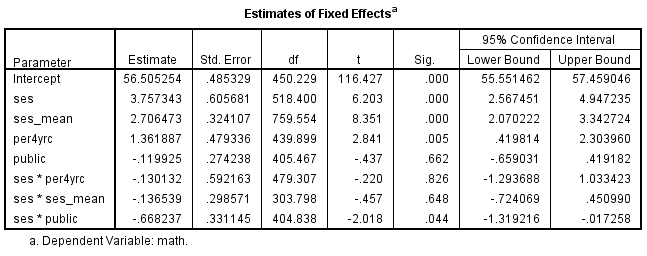 Estimates of Fixed Effectsa
95% Confidence Interval
Parameter Estimate Std. Error df t Sig. Lower Bound Upper Bound
Intercept 56.505254 .485329 450.229 116.427 .000 55.551462 57.459046
ses 3.757343 .605681 518.400 6.203 .000 2.567451 4.947235
ses_mean 2.706473 .324107 759.554 8.351 .000 2.070222 3.342724
per4yrc 1.361887 .479336 439.899 2.841 .005 .419814 2.303960
public -.119925 .274238 405.467 -.437 .662 -.659031 .419182
ses * per4yrc -.130132 .592163 479.307 -.220 .826 -1.293688 1.033423
ses * ses_mean -.136539 .298571 303.798 -.457 .648 -.724069 .450990
ses * public -.668237 .331145 404.838 -2.018 .044 -1.319216 -.017258
a. Dependent Variable: math.